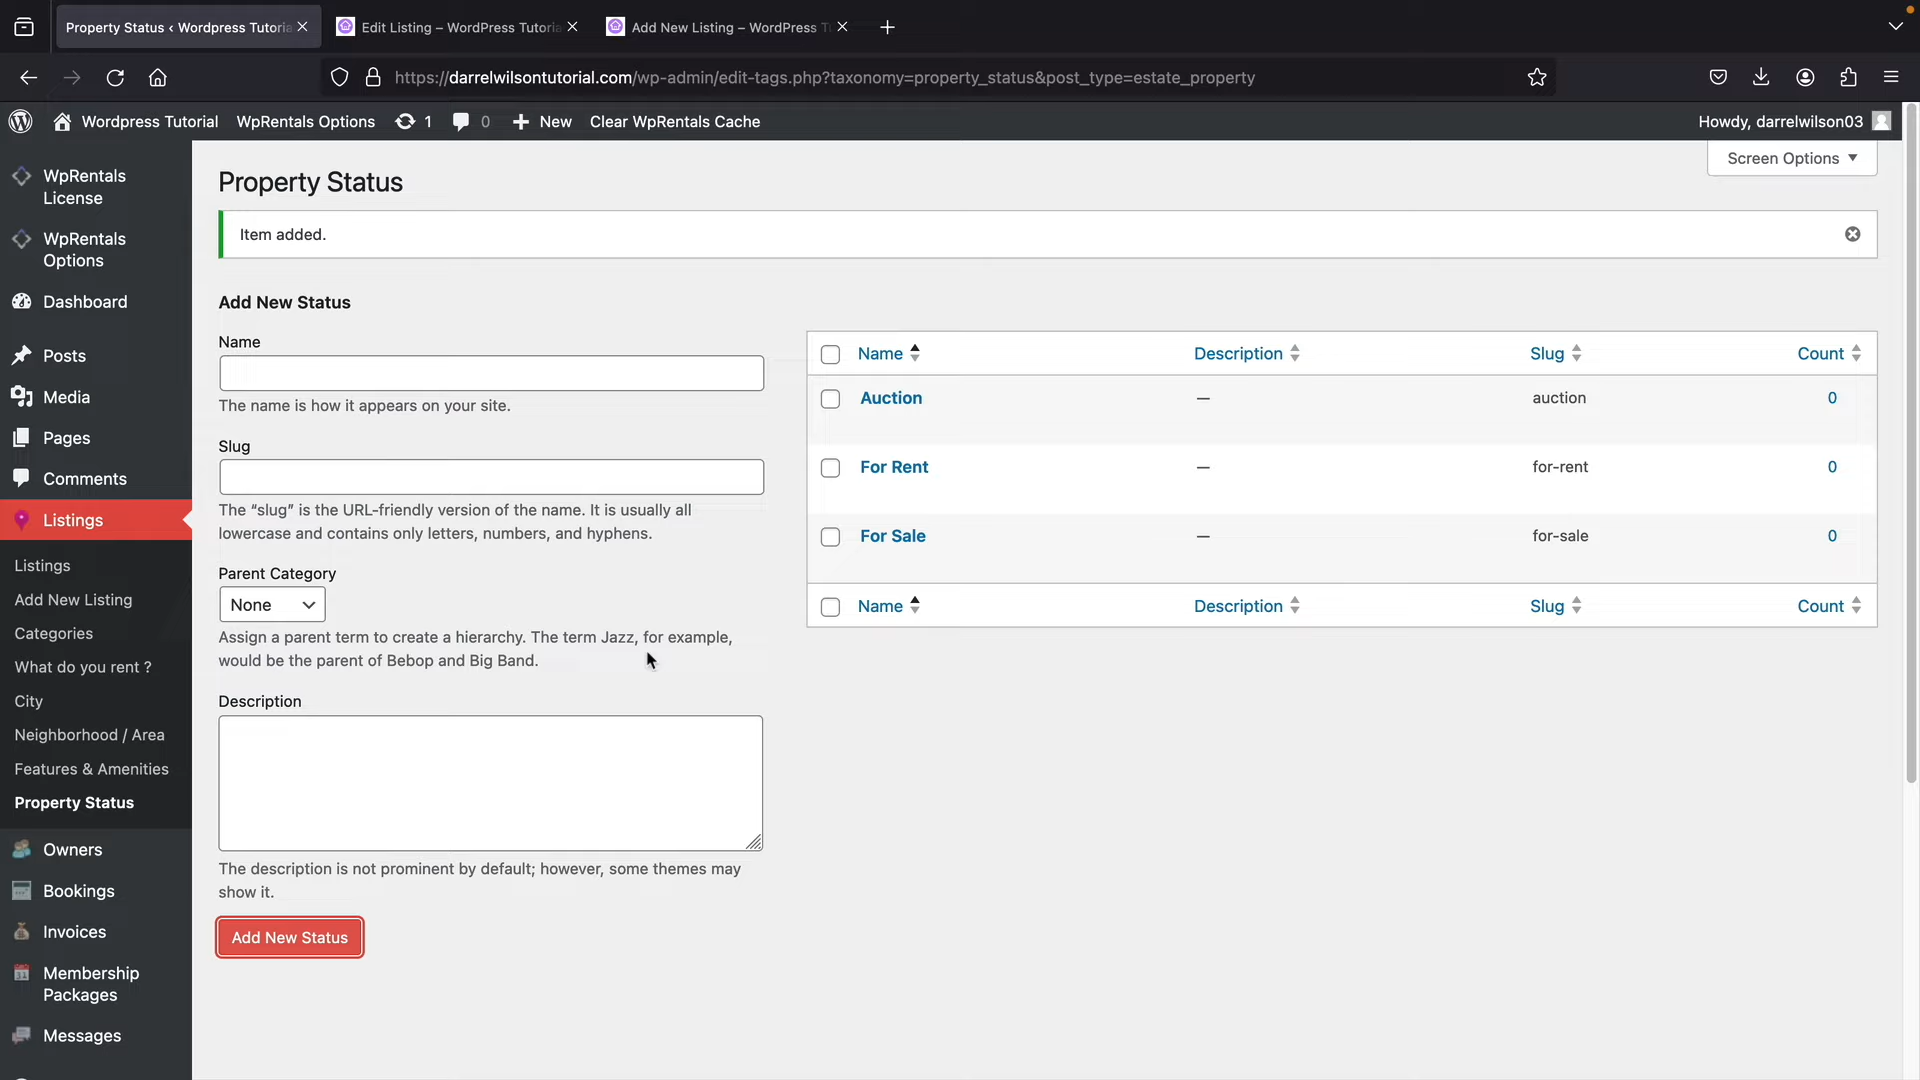 Property Status ‹ Wordpress Tutoria
Edit Listing – WordPress Tutoria
Add New Listing – WordPress T
https://darrelwilsontutorial.com/wp-admin/edit-tags.php?taxonomy=property_status&post_type=estate_property
Wordpress Tutorial
WpRentals Options
1
0
New
Clear WpRentals Cache
Howdy, darrelwilson03
WpRentals License
WpRentals Options
Dashboard
Posts
Media
Pages
Comments
Listings
Listings
Add New Listing
Categories
What do you rent ?
City
Neighborhood / Area
Features & Amenities
Property Status
Owners
Bookings
Invoices
Membership Packages
Messages
Screen Options
Property Status
Item added.
Add New Status
Name
The name is how it appears on your site.
Slug
The “slug” is the URL-friendly version of the name. It is usually all
lowercase and contains only letters, numbers, and hyphens.
Parent Category
None
Assign a parent term to create a hierarchy. The term Jazz, for example,
would be the parent of Bebop and Big Band.
Description
The description is not prominent by default; however, some themes may
show it.
Add New Status
Name Description Slug Count
Auction — auction 0
For Rent — for-rent 0
For Sale — for-sale 0
Name Description Slug Count